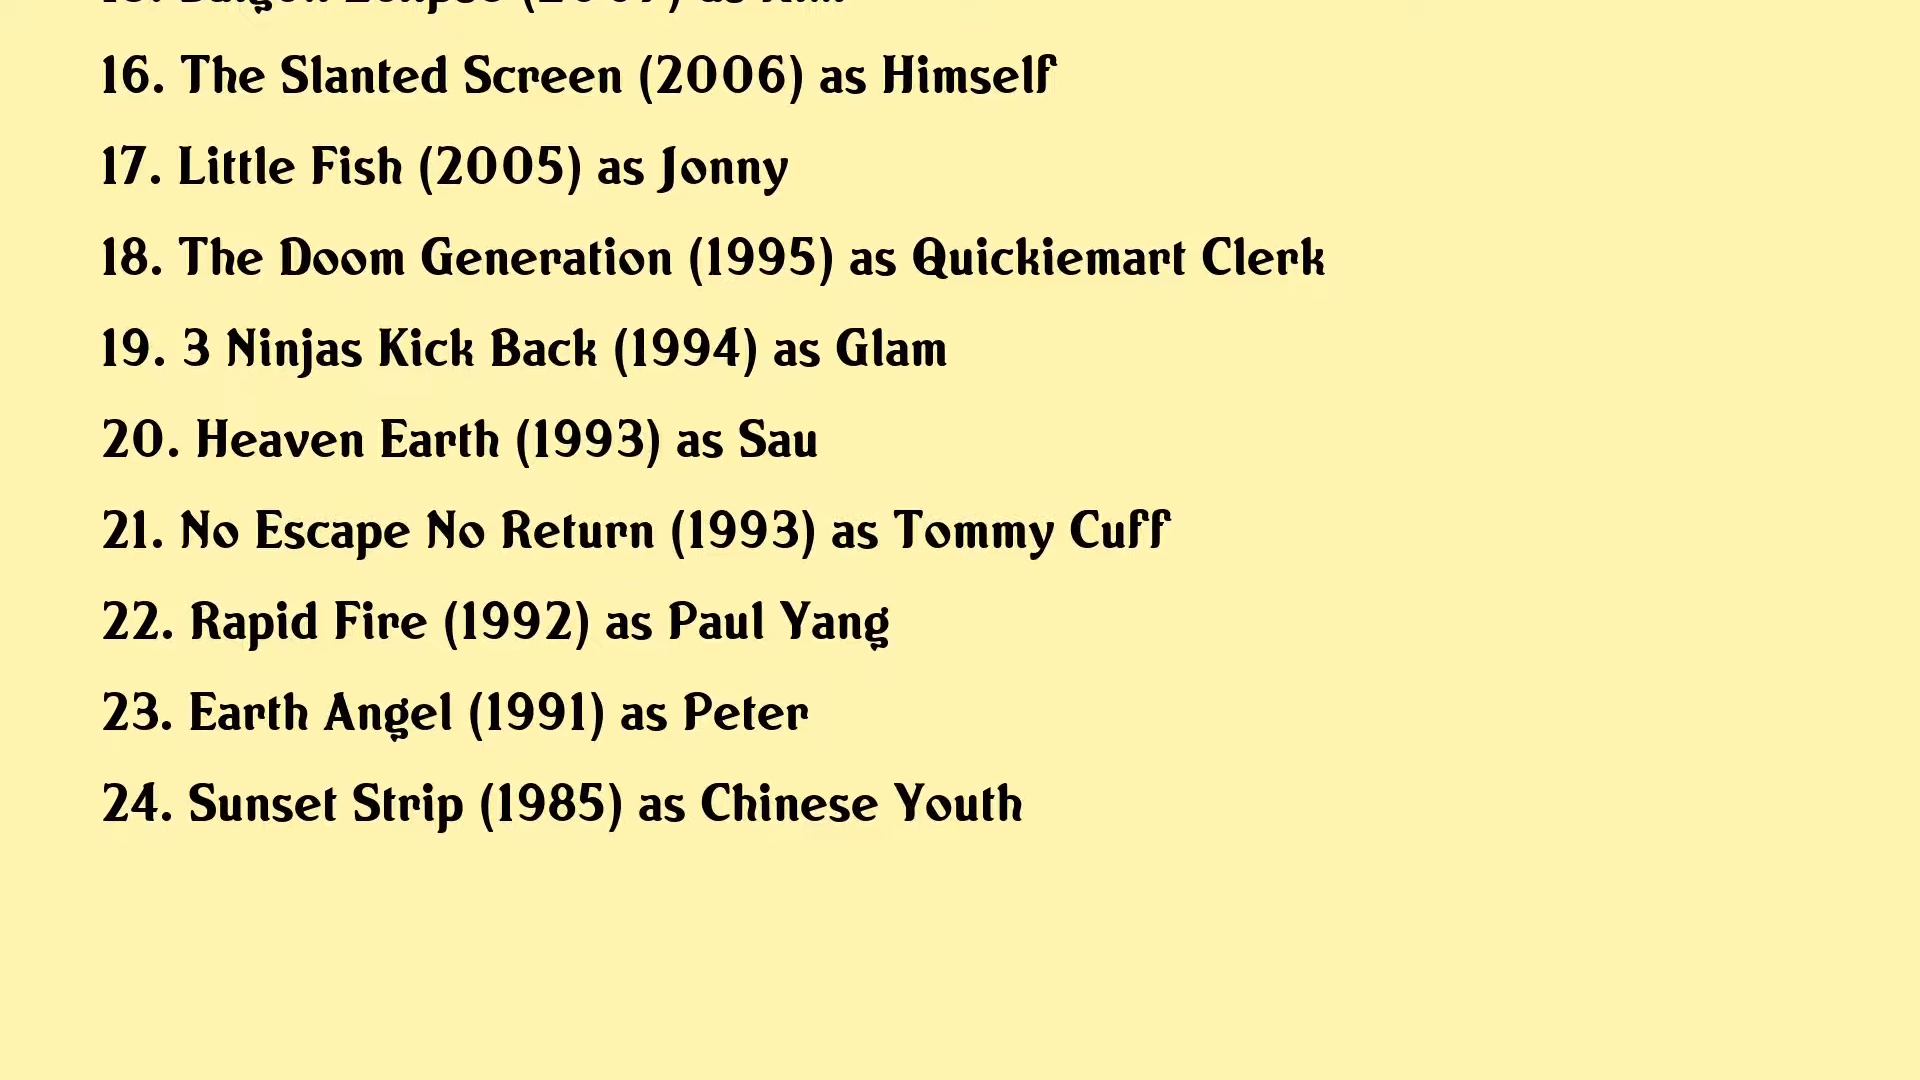 16. The Slanted Screen (2006) as Himself
17. Little Fish (2005) as Jonny
18. The Doom Generation (1995) as Quickiemart Clerk
19. 3 Ninjas Kick Back (1994) as Glam
20. Heaven Earth (1993) as Sau
21. No Escape No Return (1993) as Tommy Cuff
22. Rapid Fire (1992) as Paul Yang
23. Earth Angel (1991) as Peter
24. Sunset Strip (1985) as Chinese Youth